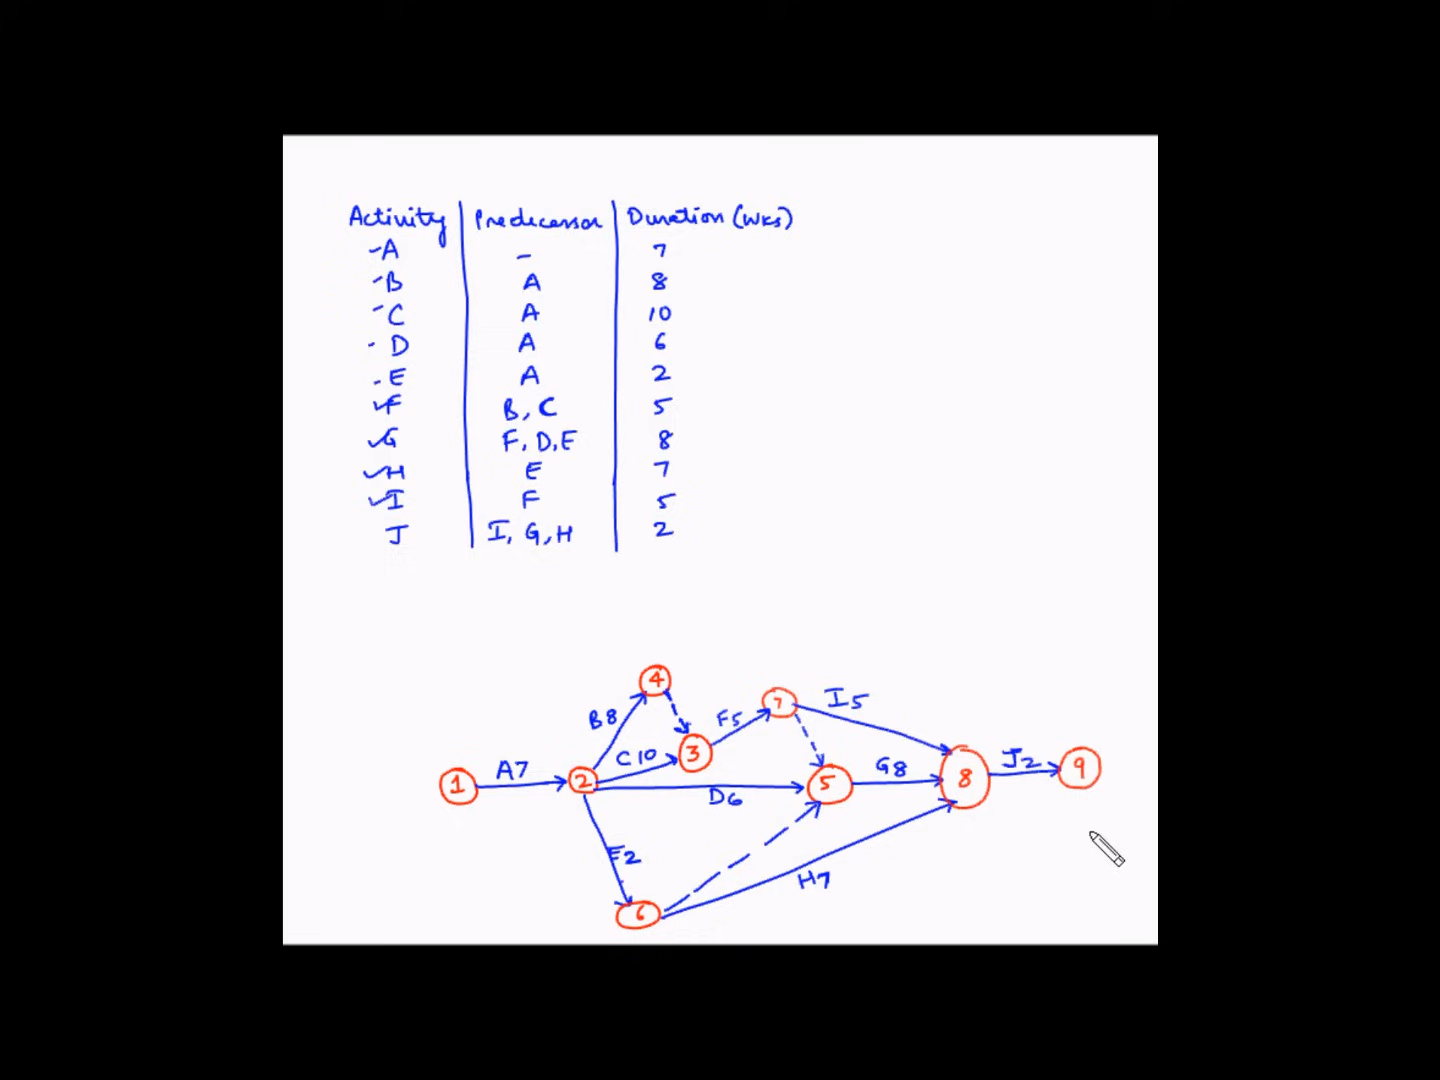 Activity Predecessor Duration (wks)
A - 7
B A 8
C A 10
D A 6
E A 2
F B, C 5
G F, D, E 8
H E 7
I F 5
J I, G, H 2
4
B8 7 I5
F5
C10 3
A7 G8 J2
1 2 5 8 9
D6
E2
H7
6